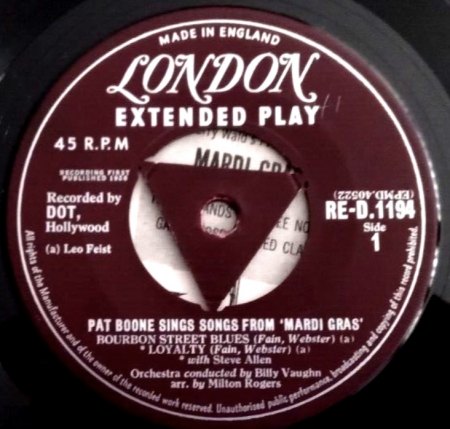 MADE IN ENGLAND
LONDON
EXTENDED PLAY
45 R.P.M
RECORDING FIRST
PUBLISHED 1958
Recorded by
DOT,
Hollywood
(a) Leo Feist
MARDI GRAS
(EPMD.40522)
RE-D.1194
Side
1
PAT BOONE SINGS SONGS FROM 'MARDI GRAS'
BOURBON STREET BLUES (Fain, Webster) (a)
* LOYALTY (Fain, Webster) (a)
* with Steve Allen
Orchestra conducted by Billy Vaughn
arr. by Milton Rogers
All rights of the Manufacturer and of the owner of the recorded work reserved. Unauthorised public performance, broadcasting and copying of this record prohibited.